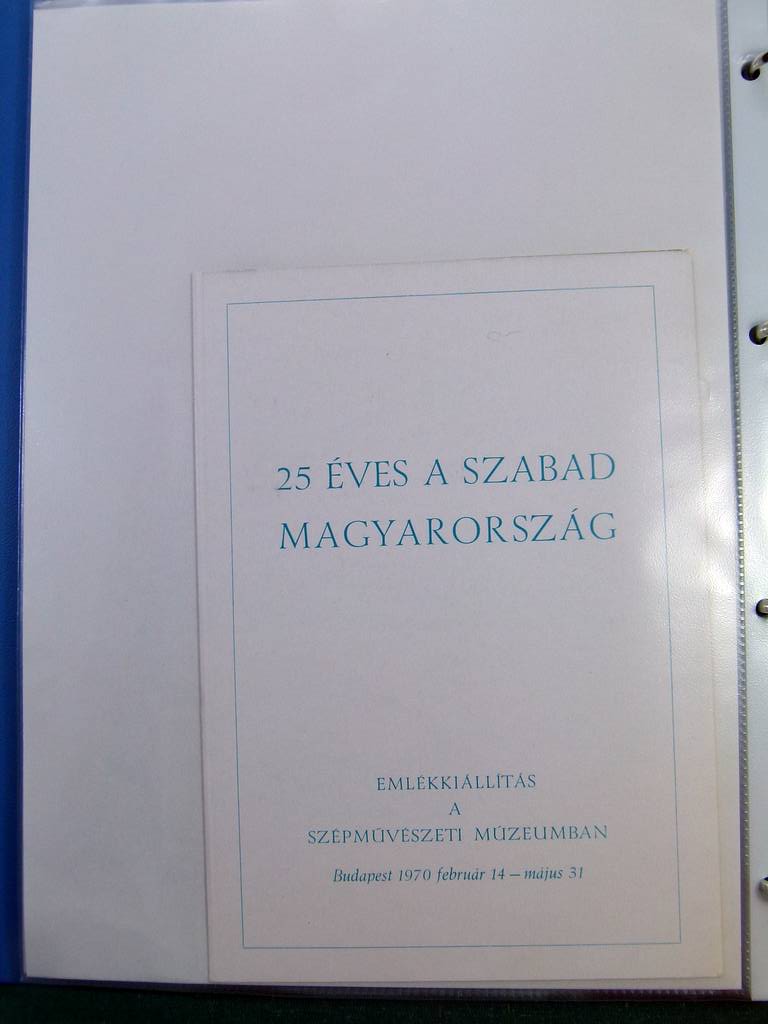 25 ÉVES A SZABAD
MAGYARORSZÁG
EMLÉKKIÁLLÍTÁS
A
SZÉPMŰVÉSZETI MÚZEUMBAN
Budapest 1970 február 14 – május 31